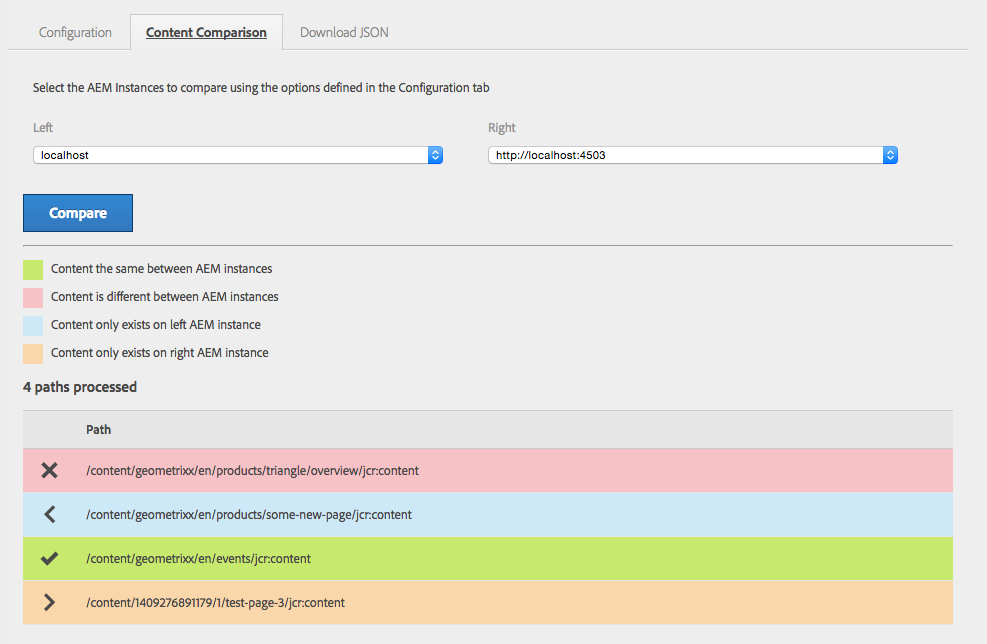 Configuration Content Comparison Download JSON
Select the AEM Instances to compare using the options defined in the Configuration tab
Left Right
localhost http://localhost:4503
Compare
Content the same between AEM instances
Content is different between AEM instances
Content only exists on left AEM instance
Content only exists on right AEM instance
4 paths processed
Path
/content/geometrixx/en/products/triangle/overview/jcr:content
/content/geometrixx/en/products/some-new-page/jcr:content
/content/geometrixx/en/events/jcr:content
/content/1409276891179/1/test-page-3/jcr:content